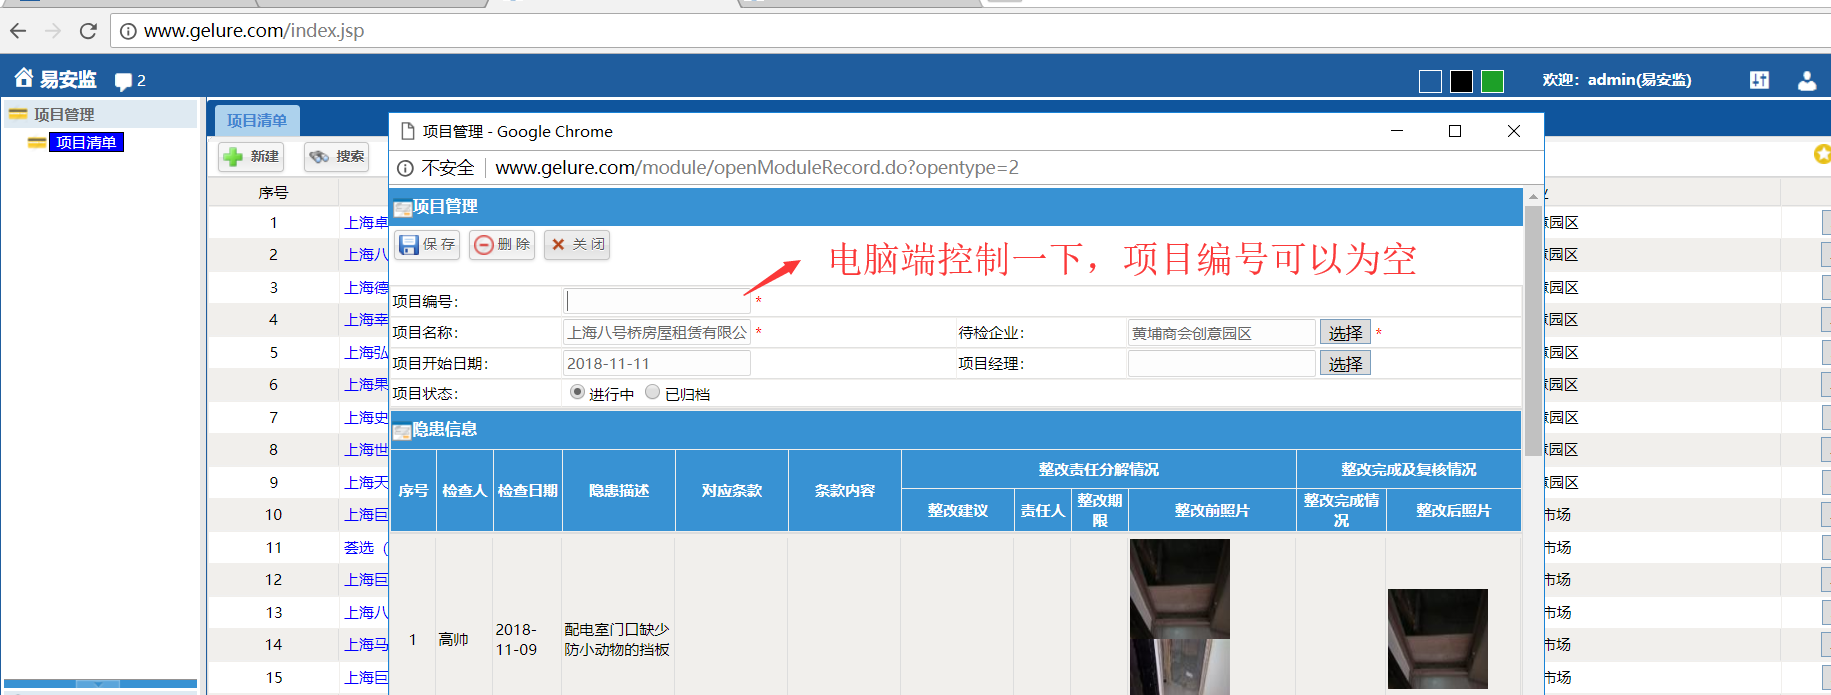 www.gelure.com/index.jsp
易安监 2
欢迎：admin(易安监)
项目管理
项目清单
项目清单
新建 搜索
序号
1 上海卓
2 上海八
3 上海德
4 上海幸
5 上海弘
6 上海果
7 上海史
8 上海世
9 上海天
10 上海巨
11 荟选（
12 上海巨
13 上海八
14 上海马
15 上海巨
项目管理 - Google Chrome
不安全 www.gelure.com/module/openModuleRecord.do?opentype=2
项目管理
保存 删除 关闭
电脑端控制一下，项目编号可以为空
项目编号： *
项目名称： 上海八号桥房屋租赁有限公 * 待检企业： 黄埔商会创意园区 选择 *
项目开始日期： 2018-11-11 项目经理： 选择
项目状态： 进行中 已归档
隐患信息
序号 检查人 检查日期 隐患描述 对应条款 条款内容 整改责任分解情况 整改完成及复核情况
整改建议 责任人 整改期限 整改前照片 整改完成情况 整改后照片
1 高帅 2018-11-09 配电室门口缺少
防小动物的挡板
园区
园区
园区
园区
园区
园区
园区
园区
园区
市场
市场
市场
市场
市场
市场